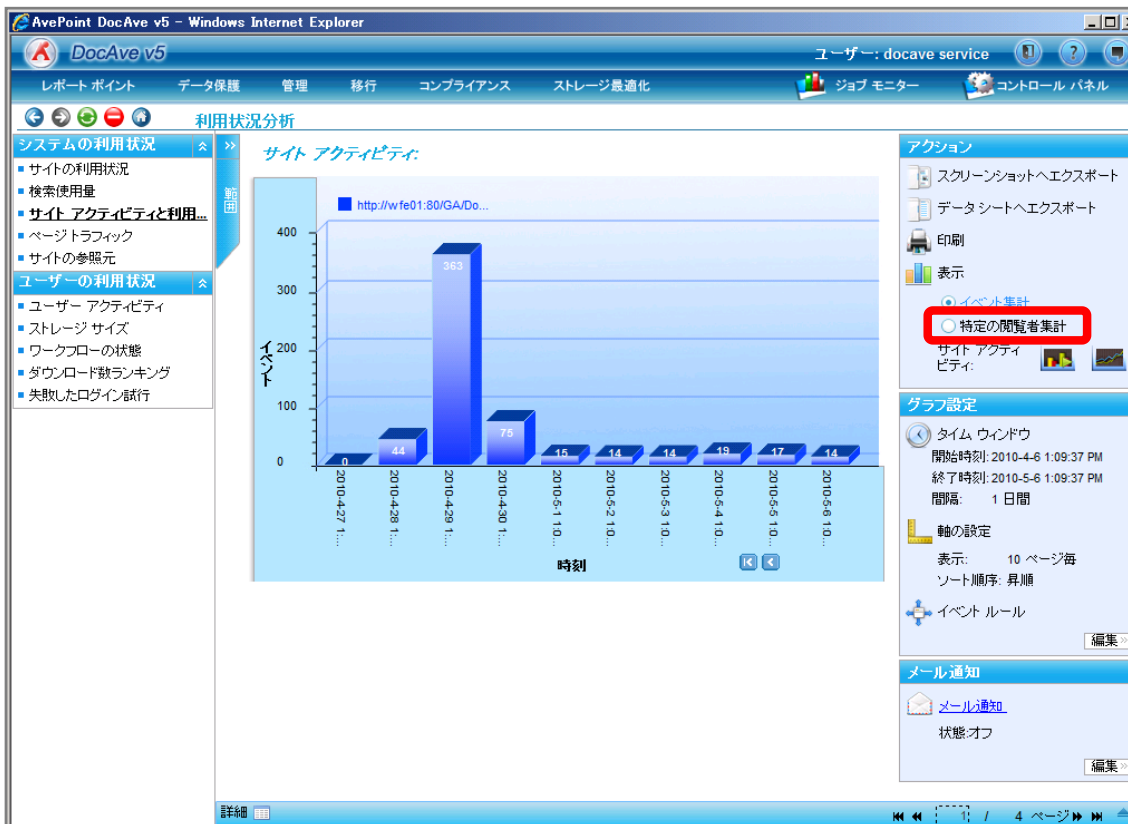 AvePoint DocAve v5 - Windows Internet Explorer
DocAve v5
ユーザー: docave service
レポート ポイント データ保護 管理 移行 コンプライアンス ストレージ最適化 ジョブ モニター コントロール パネル
利用状況分析
システムの利用状況
サイトの利用状況
検索使用量
サイト アクティビティと利用...
ページトラフィック
サイトの参照元
ユーザーの利用状況
ユーザー アクティビティ
ストレージ サイズ
ワークフローの状態
ダウンロード数ランキング
失敗したログイン試行
範囲
サイト アクティビティ:
http://wfe01:80/GA/Do...
イベント
400
300
200
100
0
0 44 363 75 15 14 14 19 17 14
2010-4-27 1:...
2010-4-28 1:...
2010-4-29 1:...
2010-4-30 1:...
2010-5-1 1:0...
2010-5-2 1:0...
2010-5-3 1:0...
2010-5-4 1:0...
2010-5-5 1:0...
2010-5-6 1:0...
時刻
アクション
スクリーンショットへエクスポート
データ シートへエクスポート
印刷
表示
イベント集計
特定の閲覧者集計
サイト アクティ
ビティ:
グラフ設定
タイム ウィンドウ
開始時刻: 2010-4-6 1:09:37 PM
終了時刻: 2010-5-6 1:09:37 PM
間隔: 1 日間
軸の設定
表示: 10 ページ毎
ソート順序: 昇順
イベント ルール
編集
メール通知
メール通知
状態:オフ
編集
詳細
1 / 4 ページ